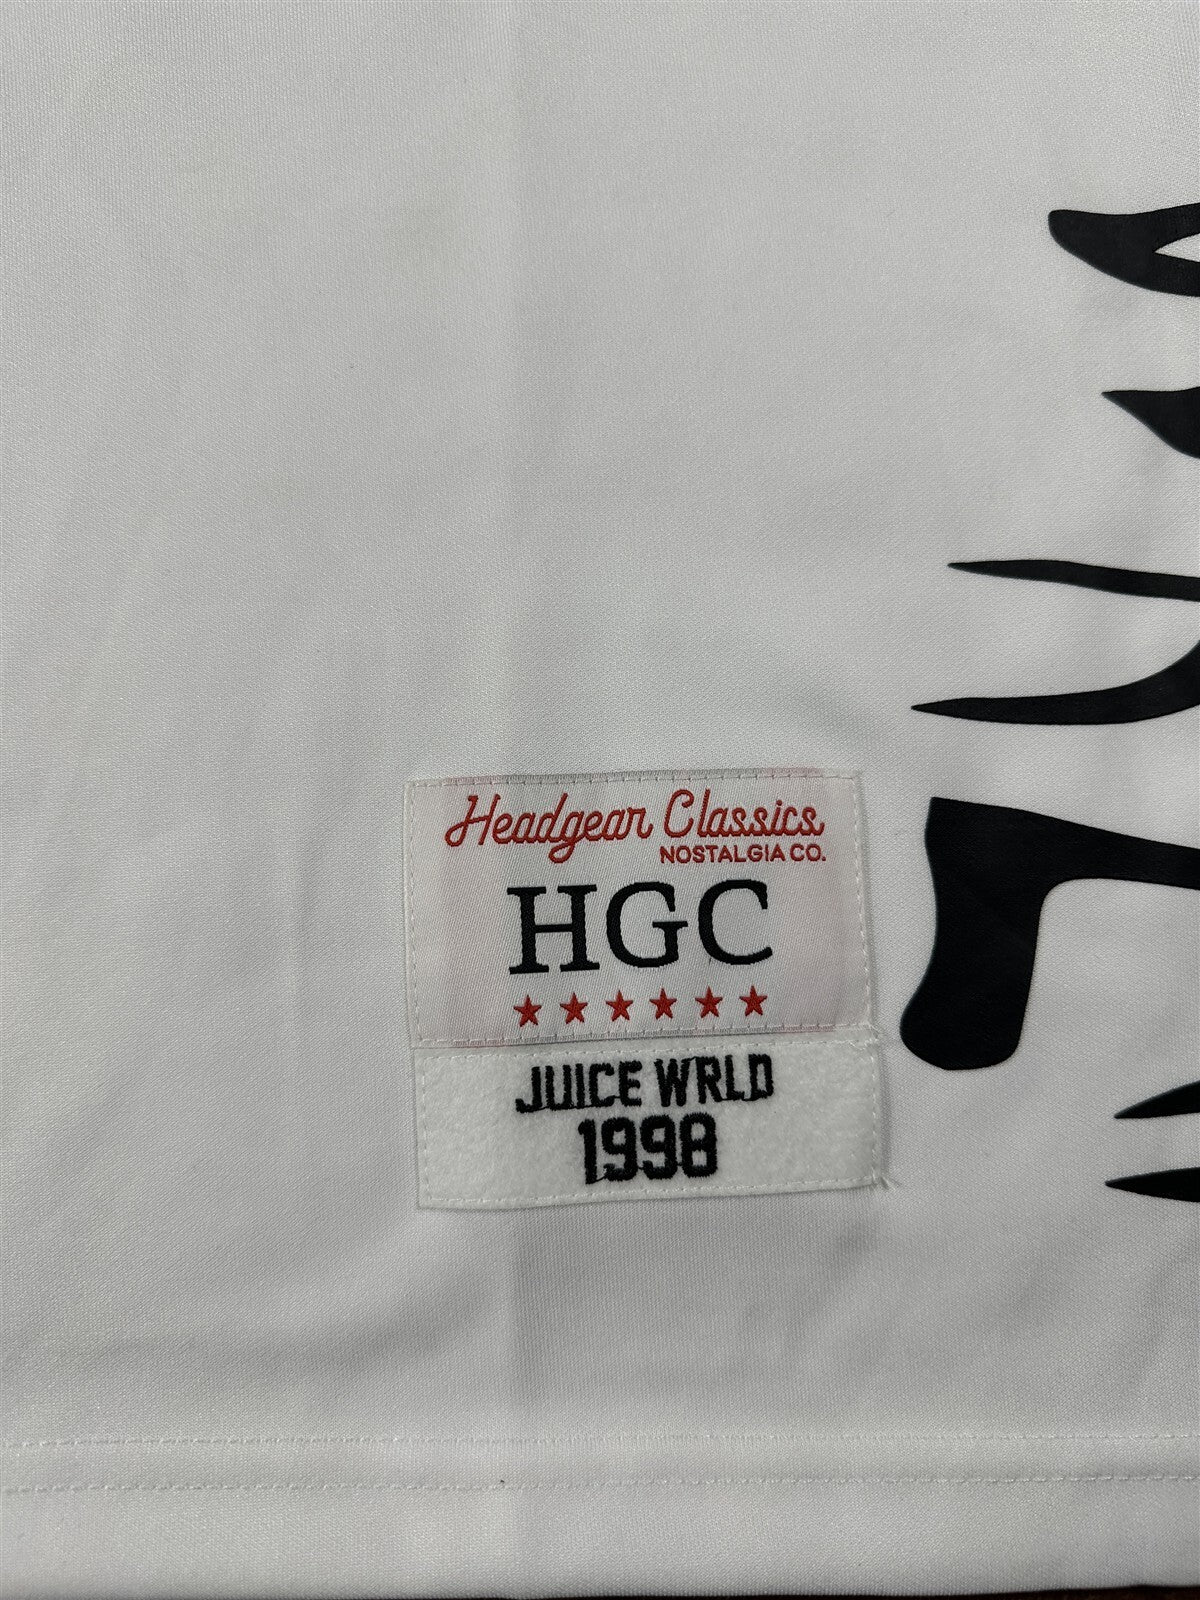 Headgear Classics
NOSTALGIA CO.
HGC
JUICE WRLD
1998